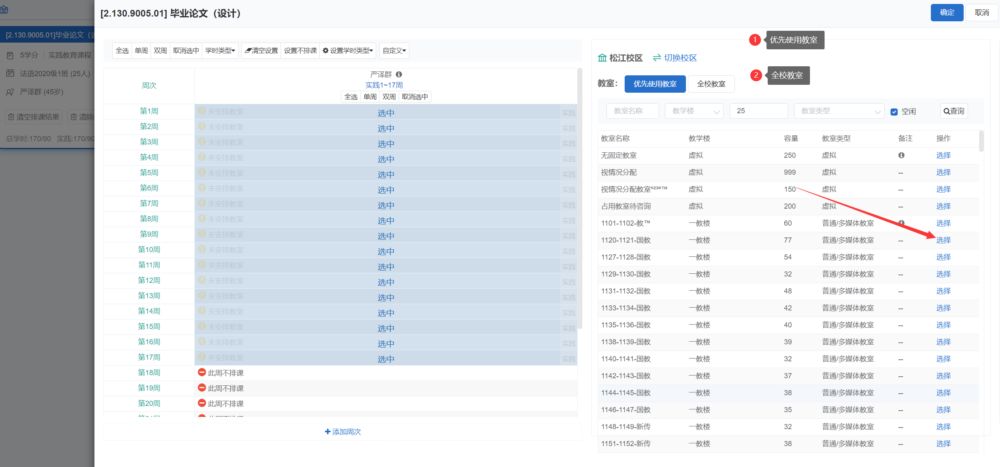 [2.130.9005.01] 毕业论文（设计）
确定
取消
[2.130.9005.01]毕业论文（
5学分 实践教育课程
法语2020级1班 (25人)
严泽群 (45岁)
清空排课结果
清除
总学时:170/90 实践:170/90
全选 单周 双周 取消选中 学时类型 清空设置 设置不排课 设置学时类型 自定义
周次
严泽群
实践1~17周
全选 单周 双周 取消选中
第1周 未安排教室 选中 实践
第2周 未安排教室 选中 实践
第3周 未安排教室 选中 实践
第4周 未安排教室 选中 实践
第5周 未安排教室 选中 实践
第6周 未安排教室 选中 实践
第7周 未安排教室 选中 实践
第8周 未安排教室 选中 实践
第9周 未安排教室 选中 实践
第10周 未安排教室 选中 实践
第11周 未安排教室 选中 实践
第12周 未安排教室 选中 实践
第13周 未安排教室 选中 实践
第14周 未安排教室 选中 实践
第15周 未安排教室 选中 实践
第16周 未安排教室 选中 实践
第17周 未安排教室 选中 实践
第18周 此周不排课
第19周 此周不排课
第20周 此周不排课
添加周次
1 优先使用教室
松江校区 切换校区
2 全校教室
教室： 优先使用教室 全校教室
教室名称 教学楼 25 教室类型 空闲 查询
教室名称 教学楼 容量 教室类型 备注 操作
无固定教室 虚拟 250 虚拟 选择
视情况分配 虚拟 999 虚拟 -- 选择
视情况分配教室º²³ª™ 虚拟 150 虚拟 -- 选择
占用教室待咨询 虚拟 200 虚拟 -- 选择
1101-1102-教™ 一教楼 60 普通/多媒体教室 选择
1120-1121-国教 一教楼 77 普通/多媒体教室 -- 选择
1127-1128-国教 一教楼 54 普通/多媒体教室 -- 选择
1129-1130-国教 一教楼 32 普通/多媒体教室 -- 选择
1131-1132-国教 一教楼 48 普通/多媒体教室 -- 选择
1133-1134-国教 一教楼 42 普通/多媒体教室 -- 选择
1135-1136-国教 一教楼 40 普通/多媒体教室 -- 选择
1138-1139-国教 一教楼 39 普通/多媒体教室 -- 选择
1140-1141-国教 一教楼 32 普通/多媒体教室 -- 选择
1142-1143-国教 一教楼 37 普通/多媒体教室 -- 选择
1144-1145-国教 一教楼 38 普通/多媒体教室 -- 选择
1146-1147-国教 一教楼 35 普通/多媒体教室 -- 选择
1148-1149-新传 一教楼 32 普通/多媒体教室 -- 选择
1151-1152-新传 一教楼 38 普通/多媒体教室 -- 选择